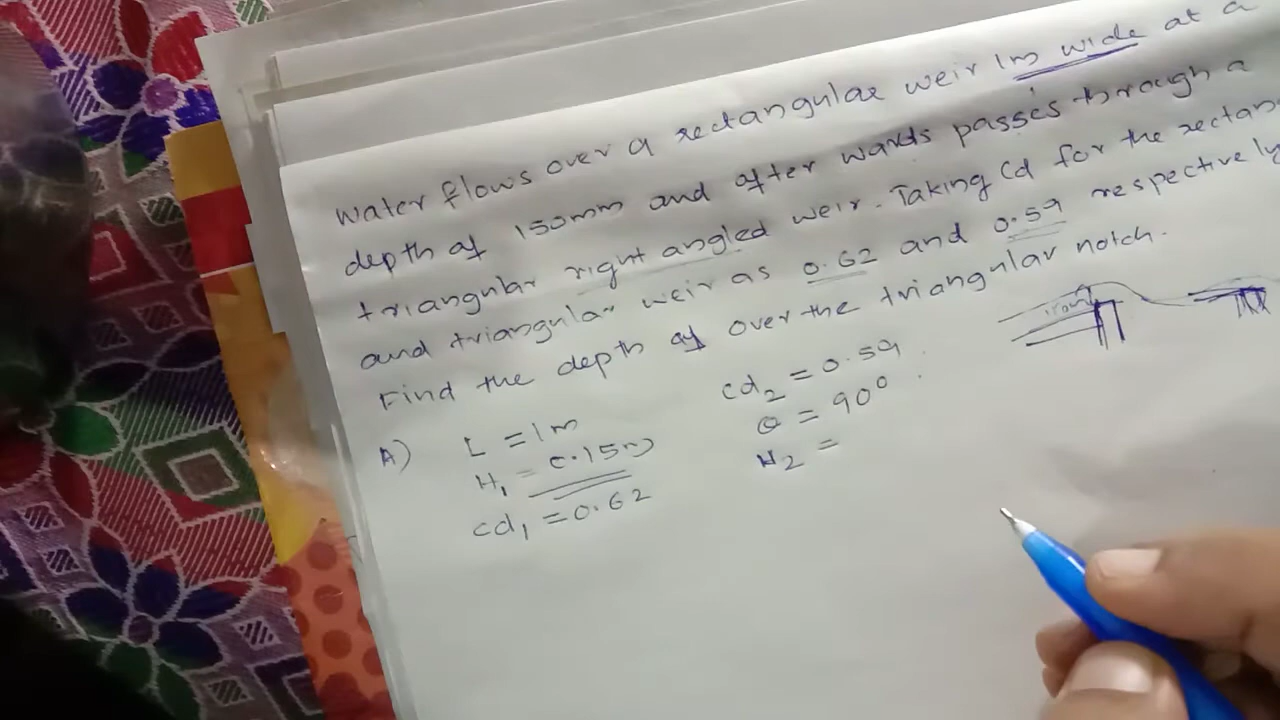 Water flows over a rectangular weir 1m wide at a
depth of 150mm and after wards passes through a
triangular right angled weir. Taking Cd for the rectan
and triangular weir as 0.62 and 0.59 respectively
Find the depth of over the triangular notch.
A) L = 1m
H₁ = 0.15m
cd₁ = 0.62
cd₂ = 0.59
θ = 90°
H₂ =